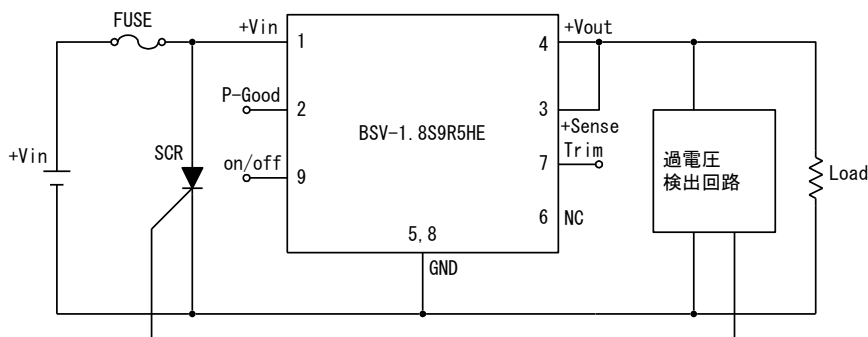 FUSE
+Vin
1
4
+Vout
P-Good
2
3
BSV-1.8S9R5HE
+Sense
+Vin
SCR
on/off
9
7
Trim
過電圧
検出回路
Load
6
NC
5,8
GND